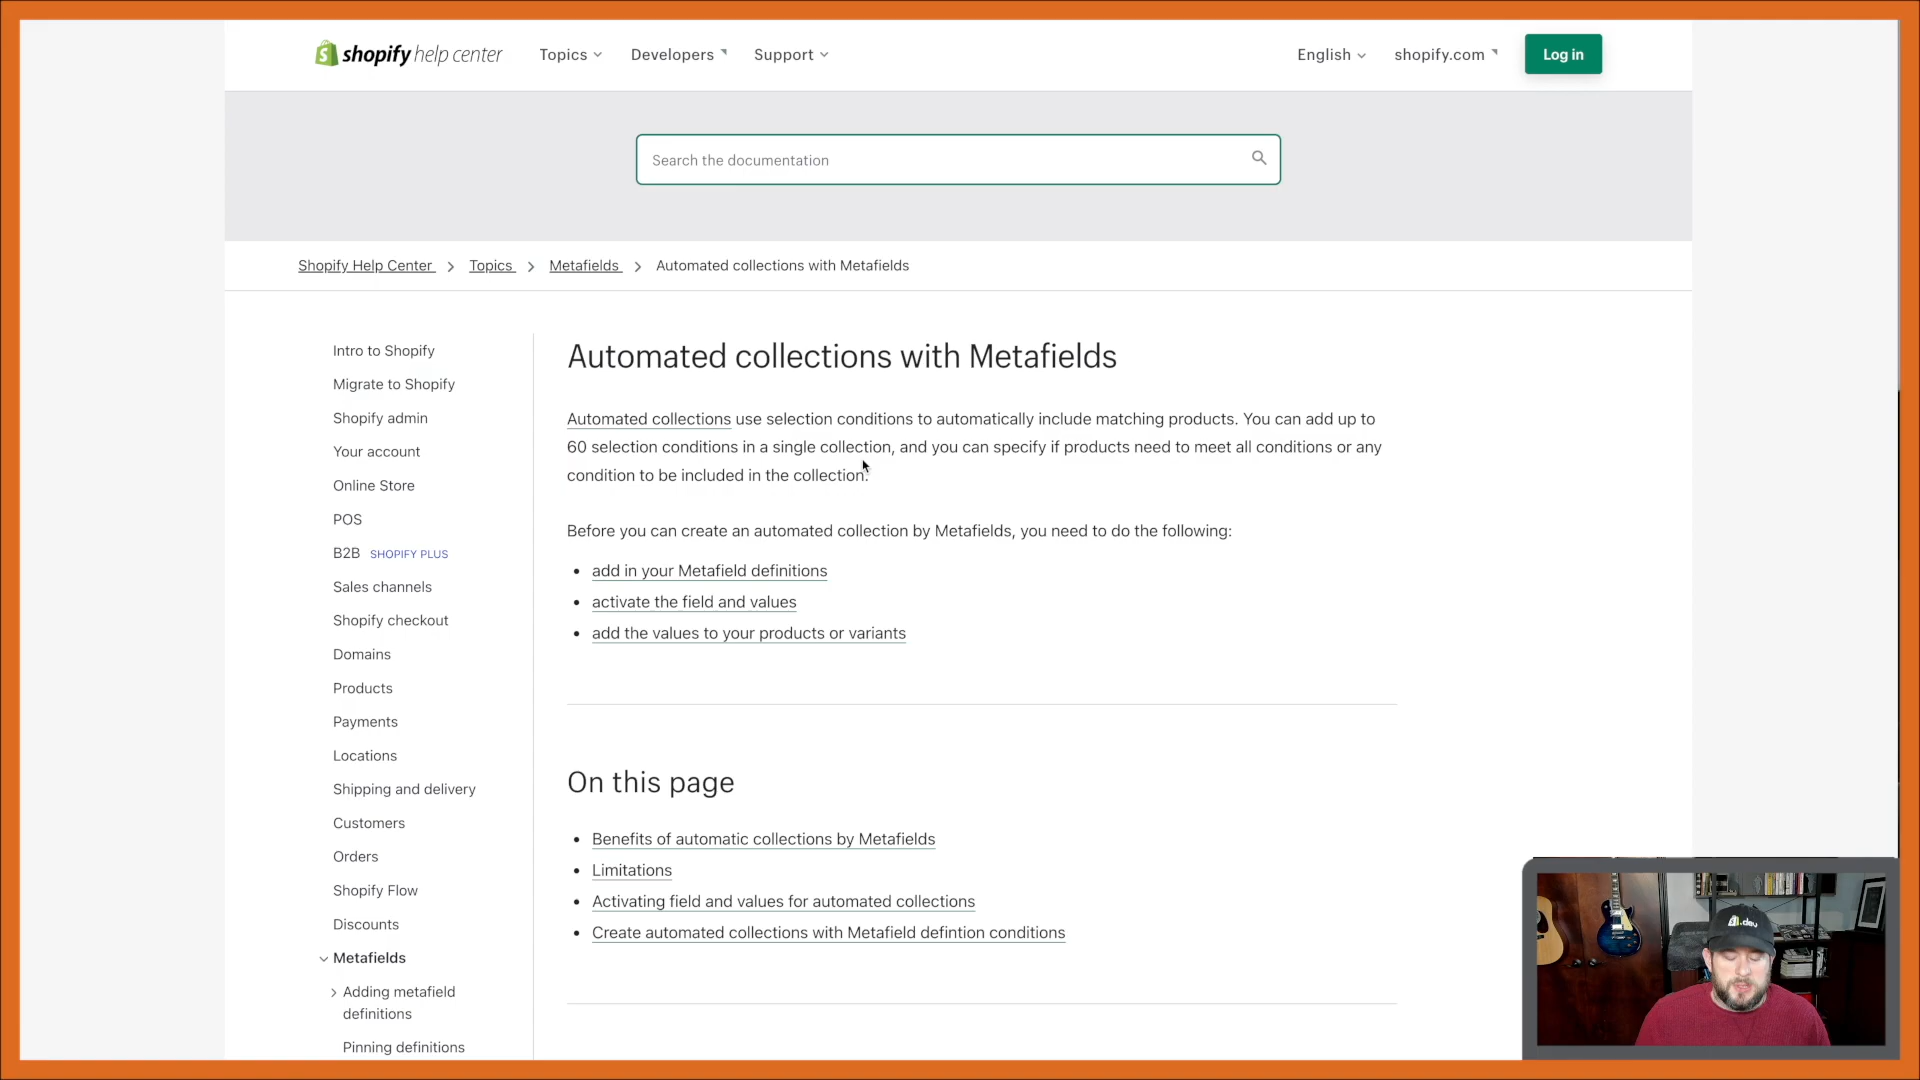 shopify help center
Topics
Developers
Support
English
shopify.com
Log in
Search the documentation
Shopify Help Center > Topics > Metafields > Automated collections with Metafields
Intro to Shopify
Migrate to Shopify
Shopify admin
Your account
Online Store
POS
B2B SHOPIFY PLUS
Sales channels
Shopify checkout
Domains
Products
Payments
Locations
Shipping and delivery
Customers
Orders
Shopify Flow
Discounts
Metafields
Adding metafield
definitions
Pinning definitions
Automated collections with Metafields
Automated collections use selection conditions to automatically include matching products. You can add up to
60 selection conditions in a single collection, and you can specify if products need to meet all conditions or any
condition to be included in the collection.
Before you can create an automated collection by Metafields, you need to do the following:
• add in your Metafield definitions
• activate the field and values
• add the values to your products or variants
On this page
• Benefits of automatic collections by Metafields
• Limitations
• Activating field and values for automated collections
• Create automated collections with Metafield defintion conditions
.dev